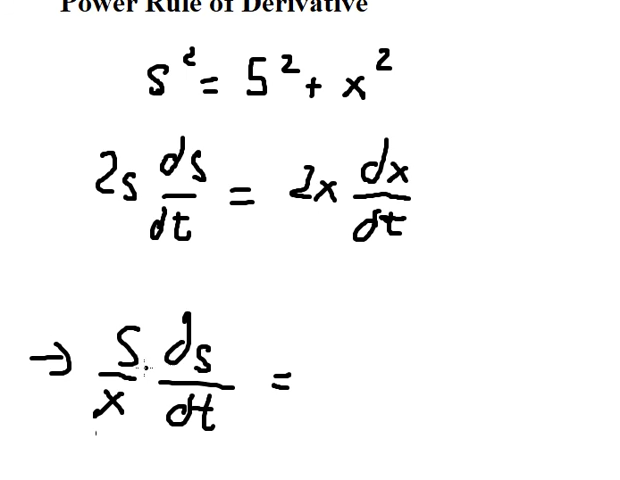 Power Rule of Derivative
s² = 5² + x²
2s ds/dt = 2x dx/dt
→ s/x ds/dt =